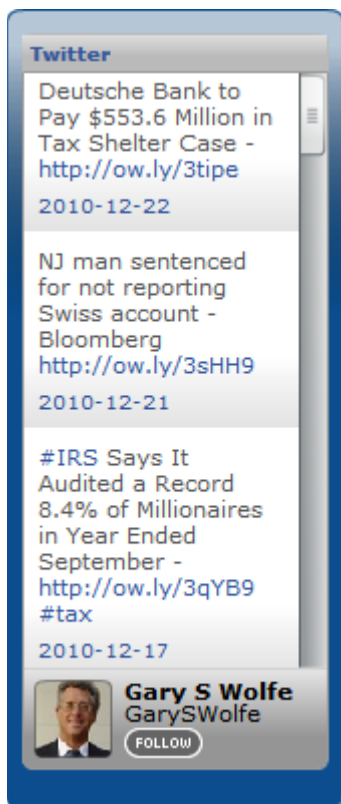 Twitter
Deutsche Bank to
Pay $553.6 Million in
Tax Shelter Case -
http://ow.ly/3tipe
2010-12-22
NJ man sentenced
for not reporting
Swiss account -
Bloomberg
http://ow.ly/3sHH9
2010-12-21
#IRS Says It
Audited a Record
8.4% of Millionaires
in Year Ended
September -
http://ow.ly/3qYB9
#tax
2010-12-17
Gary S Wolfe
GarySWolfe
FOLLOW